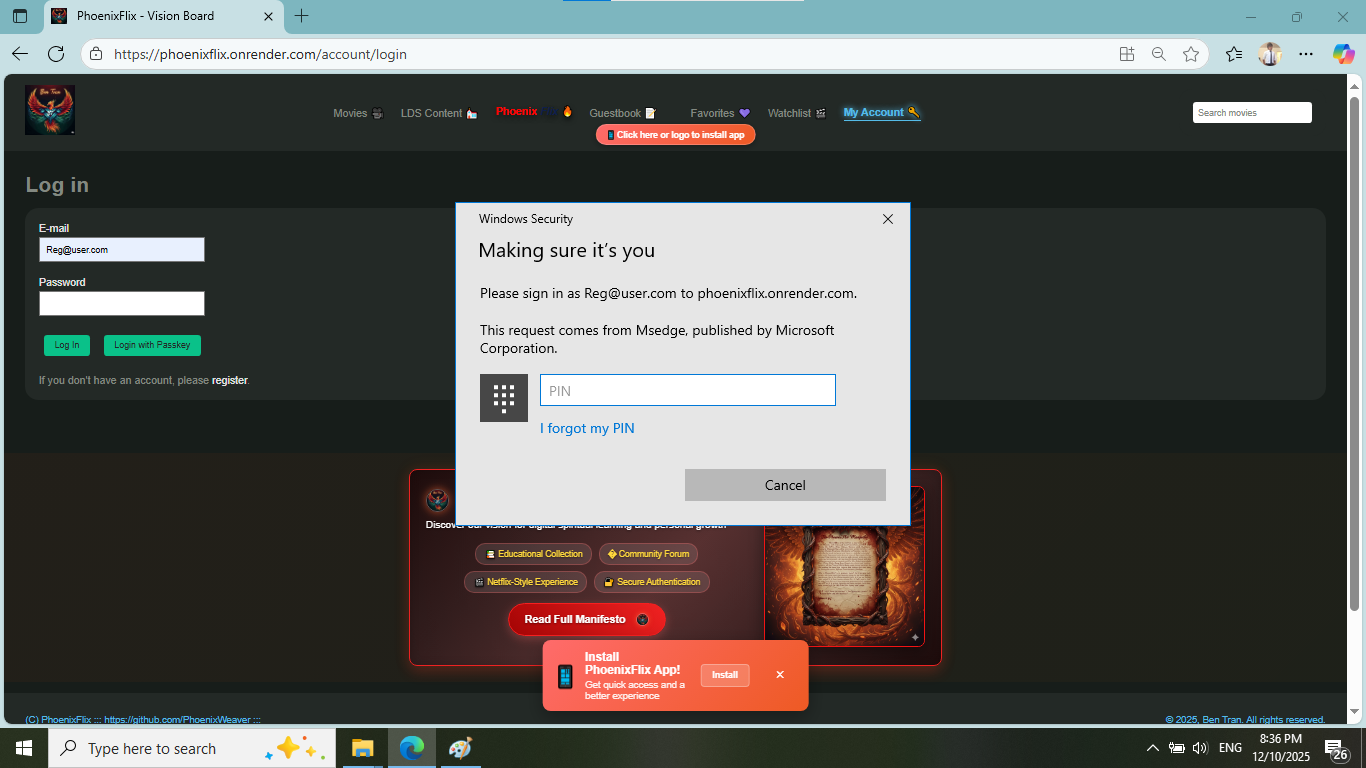 PhoenixFlix - Vision Board
https://phoenixflix.onrender.com/account/login
Ben Tran
Movies
LDS Content
Phoenix
Guestbook
Favorites
Watchlist
My Account
Search movies
Click here or logo to install app
Log in
E-mail
Reg@user.com
Password
Log In
Login with Passkey
If you don't have an account, please register.
Windows Security
Making sure it's you
Please sign in as Reg@user.com to phoenixflix.onrender.com.
This request comes from Msedge, published by Microsoft
Corporation.
PIN
I forgot my PIN
Cancel
Discover our vision for digital spiritual learning and personal growth
Educational Collection
� Community Forum
Netflix-Style Experience
Secure Authentication
Read Full Manifesto
Install
PhoenixFlix App!
Get quick access and a
better experience
Install
(C) PhoenixFlix ::: https://github.com/PhoenixWeaver :::
© 2025, Ben Tran. All rights reserved.
Type here to search
ENG
8:36 PM
12/10/2025
26